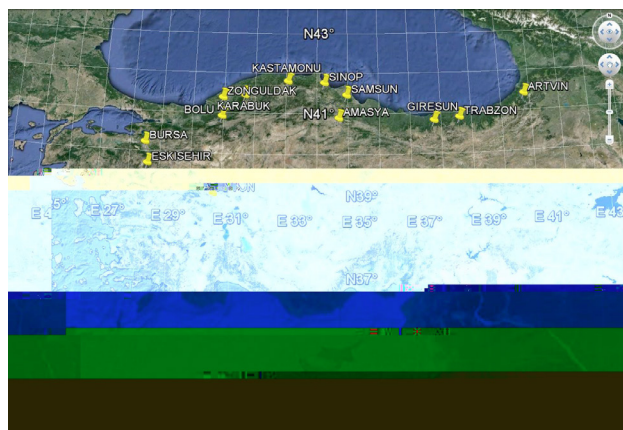 N43°
KASTAMONU
SINOP
ARTVIN
ZONGULDAK
SAMSUN
BOLU KARABUK
N41°
AMASYA
GIRESUN
TRABZON
BURSA
ESKISEHIR
N39°
E 27°
E 29°
E 31°
E 33°
E 35°
E 37°
E 39°
E 41°
E 43
N37°